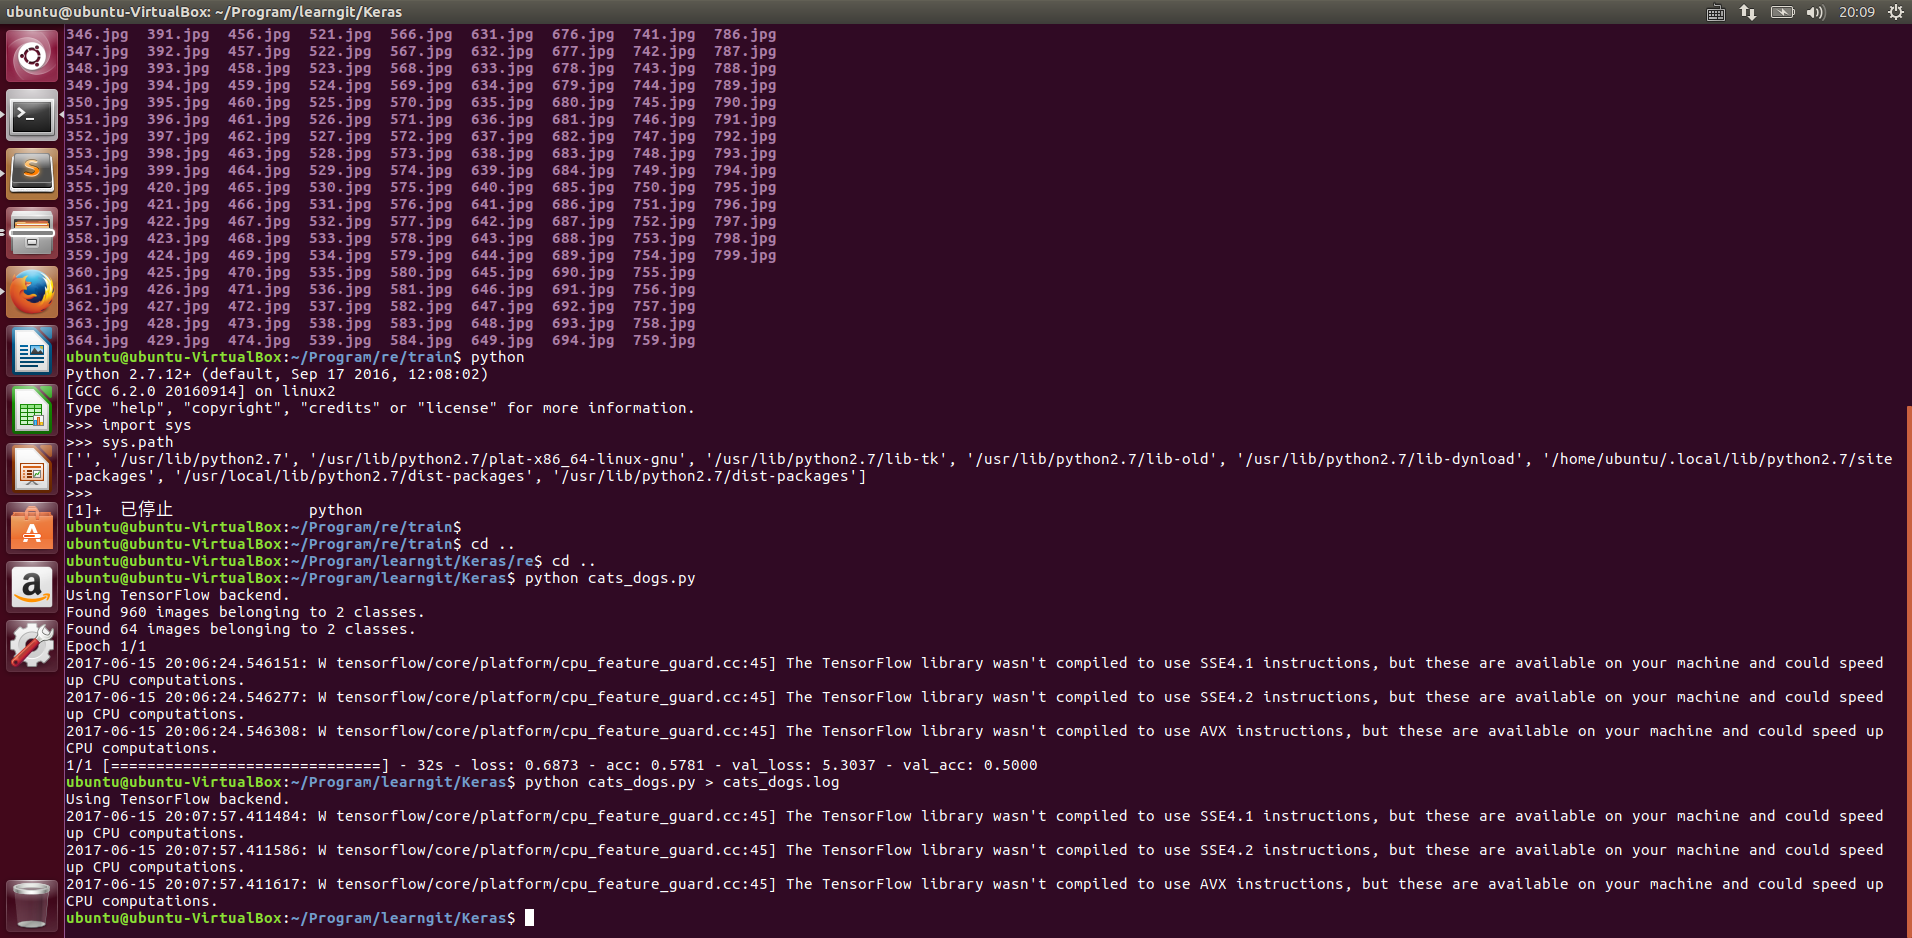 ubuntu@ubuntu-VirtualBox: ~/Program/learngit/Keras
20:09
346.jpg 391.jpg 456.jpg 521.jpg 566.jpg 631.jpg 676.jpg 741.jpg 786.jpg
347.jpg 392.jpg 457.jpg 522.jpg 567.jpg 632.jpg 677.jpg 742.jpg 787.jpg
348.jpg 393.jpg 458.jpg 523.jpg 568.jpg 633.jpg 678.jpg 743.jpg 788.jpg
349.jpg 394.jpg 459.jpg 524.jpg 569.jpg 634.jpg 679.jpg 744.jpg 789.jpg
350.jpg 395.jpg 460.jpg 525.jpg 570.jpg 635.jpg 680.jpg 745.jpg 790.jpg
351.jpg 396.jpg 461.jpg 526.jpg 571.jpg 636.jpg 681.jpg 746.jpg 791.jpg
352.jpg 397.jpg 462.jpg 527.jpg 572.jpg 637.jpg 682.jpg 747.jpg 792.jpg
353.jpg 398.jpg 463.jpg 528.jpg 573.jpg 638.jpg 683.jpg 748.jpg 793.jpg
354.jpg 399.jpg 464.jpg 529.jpg 574.jpg 639.jpg 684.jpg 749.jpg 794.jpg
355.jpg 420.jpg 465.jpg 530.jpg 575.jpg 640.jpg 685.jpg 750.jpg 795.jpg
356.jpg 421.jpg 466.jpg 531.jpg 576.jpg 641.jpg 686.jpg 751.jpg 796.jpg
357.jpg 422.jpg 467.jpg 532.jpg 577.jpg 642.jpg 687.jpg 752.jpg 797.jpg
358.jpg 423.jpg 468.jpg 533.jpg 578.jpg 643.jpg 688.jpg 753.jpg 798.jpg
359.jpg 424.jpg 469.jpg 534.jpg 579.jpg 644.jpg 689.jpg 754.jpg 799.jpg
360.jpg 425.jpg 470.jpg 535.jpg 580.jpg 645.jpg 690.jpg 755.jpg
361.jpg 426.jpg 471.jpg 536.jpg 581.jpg 646.jpg 691.jpg 756.jpg
362.jpg 427.jpg 472.jpg 537.jpg 582.jpg 647.jpg 692.jpg 757.jpg
363.jpg 428.jpg 473.jpg 538.jpg 583.jpg 648.jpg 693.jpg 758.jpg
364.jpg 429.jpg 474.jpg 539.jpg 584.jpg 649.jpg 694.jpg 759.jpg
ubuntu@ubuntu-VirtualBox:~/Program/re/train$ python
Python 2.7.12+ (default, Sep 17 2016, 12:08:02)
[GCC 6.2.0 20160914] on linux2
Type "help", "copyright", "credits" or "license" for more information.
>>> import sys
>>> sys.path
['', '/usr/lib/python2.7', '/usr/lib/python2.7/plat-x86_64-linux-gnu', '/usr/lib/python2.7/lib-tk', '/usr/lib/python2.7/lib-old', '/usr/lib/python2.7/lib-dynload', '/home/ubuntu/.local/lib/python2.7/site
-packages', '/usr/local/lib/python2.7/dist-packages', '/usr/lib/python2.7/dist-packages']
>>>
[1]+ 已停止 python
ubuntu@ubuntu-VirtualBox:~/Program/re/train$
ubuntu@ubuntu-VirtualBox:~/Program/re/train$ cd ..
ubuntu@ubuntu-VirtualBox:~/Program/learngit/Keras/re$ cd ..
ubuntu@ubuntu-VirtualBox:~/Program/learngit/Keras$ python cats_dogs.py
Using TensorFlow backend.
Found 960 images belonging to 2 classes.
Found 64 images belonging to 2 classes.
Epoch 1/1
2017-06-15 20:06:24.546151: W tensorflow/core/platform/cpu_feature_guard.cc:45] The TensorFlow library wasn't compiled to use SSE4.1 instructions, but these are available on your machine and could speed
up CPU computations.
2017-06-15 20:06:24.546277: W tensorflow/core/platform/cpu_feature_guard.cc:45] The TensorFlow library wasn't compiled to use SSE4.2 instructions, but these are available on your machine and could speed
up CPU computations.
2017-06-15 20:06:24.546308: W tensorflow/core/platform/cpu_feature_guard.cc:45] The TensorFlow library wasn't compiled to use AVX instructions, but these are available on your machine and could speed up
CPU computations.
1/1 [==============================] - 32s - loss: 0.6873 - acc: 0.5781 - val_loss: 5.3037 - val_acc: 0.5000
ubuntu@ubuntu-VirtualBox:~/Program/learngit/Keras$ python cats_dogs.py > cats_dogs.log
Using TensorFlow backend.
2017-06-15 20:07:57.411484: W tensorflow/core/platform/cpu_feature_guard.cc:45] The TensorFlow library wasn't compiled to use SSE4.1 instructions, but these are available on your machine and could speed
up CPU computations.
2017-06-15 20:07:57.411586: W tensorflow/core/platform/cpu_feature_guard.cc:45] The TensorFlow library wasn't compiled to use SSE4.2 instructions, but these are available on your machine and could speed
up CPU computations.
2017-06-15 20:07:57.411617: W tensorflow/core/platform/cpu_feature_guard.cc:45] The TensorFlow library wasn't compiled to use AVX instructions, but these are available on your machine and could speed up
CPU computations.
ubuntu@ubuntu-VirtualBox:~/Program/learngit/Keras$